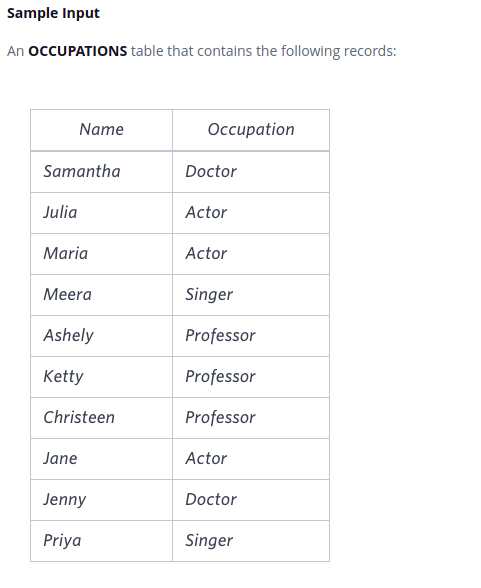 Sample Input
An OCCUPATIONS table that contains the following records:
Name Occupation
Samantha Doctor
Julia Actor
Maria Actor
Meera Singer
Ashely Professor
Ketty Professor
Christeen Professor
Jane Actor
Jenny Doctor
Priya Singer